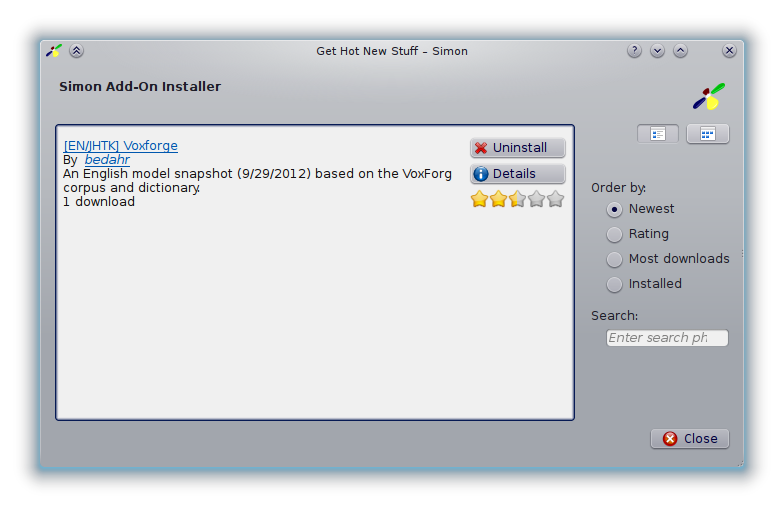 Get Hot New Stuff – Simon
Simon Add-On Installer
[EN/JHTK] Voxforge
By bedahr
An English model snapshot (9/29/2012) based on the VoxForg
corpus and dictionary.
1 download
Uninstall
Details
Order by:
Newest
Rating
Most downloads
Installed
Search:
Enter search ph
Close